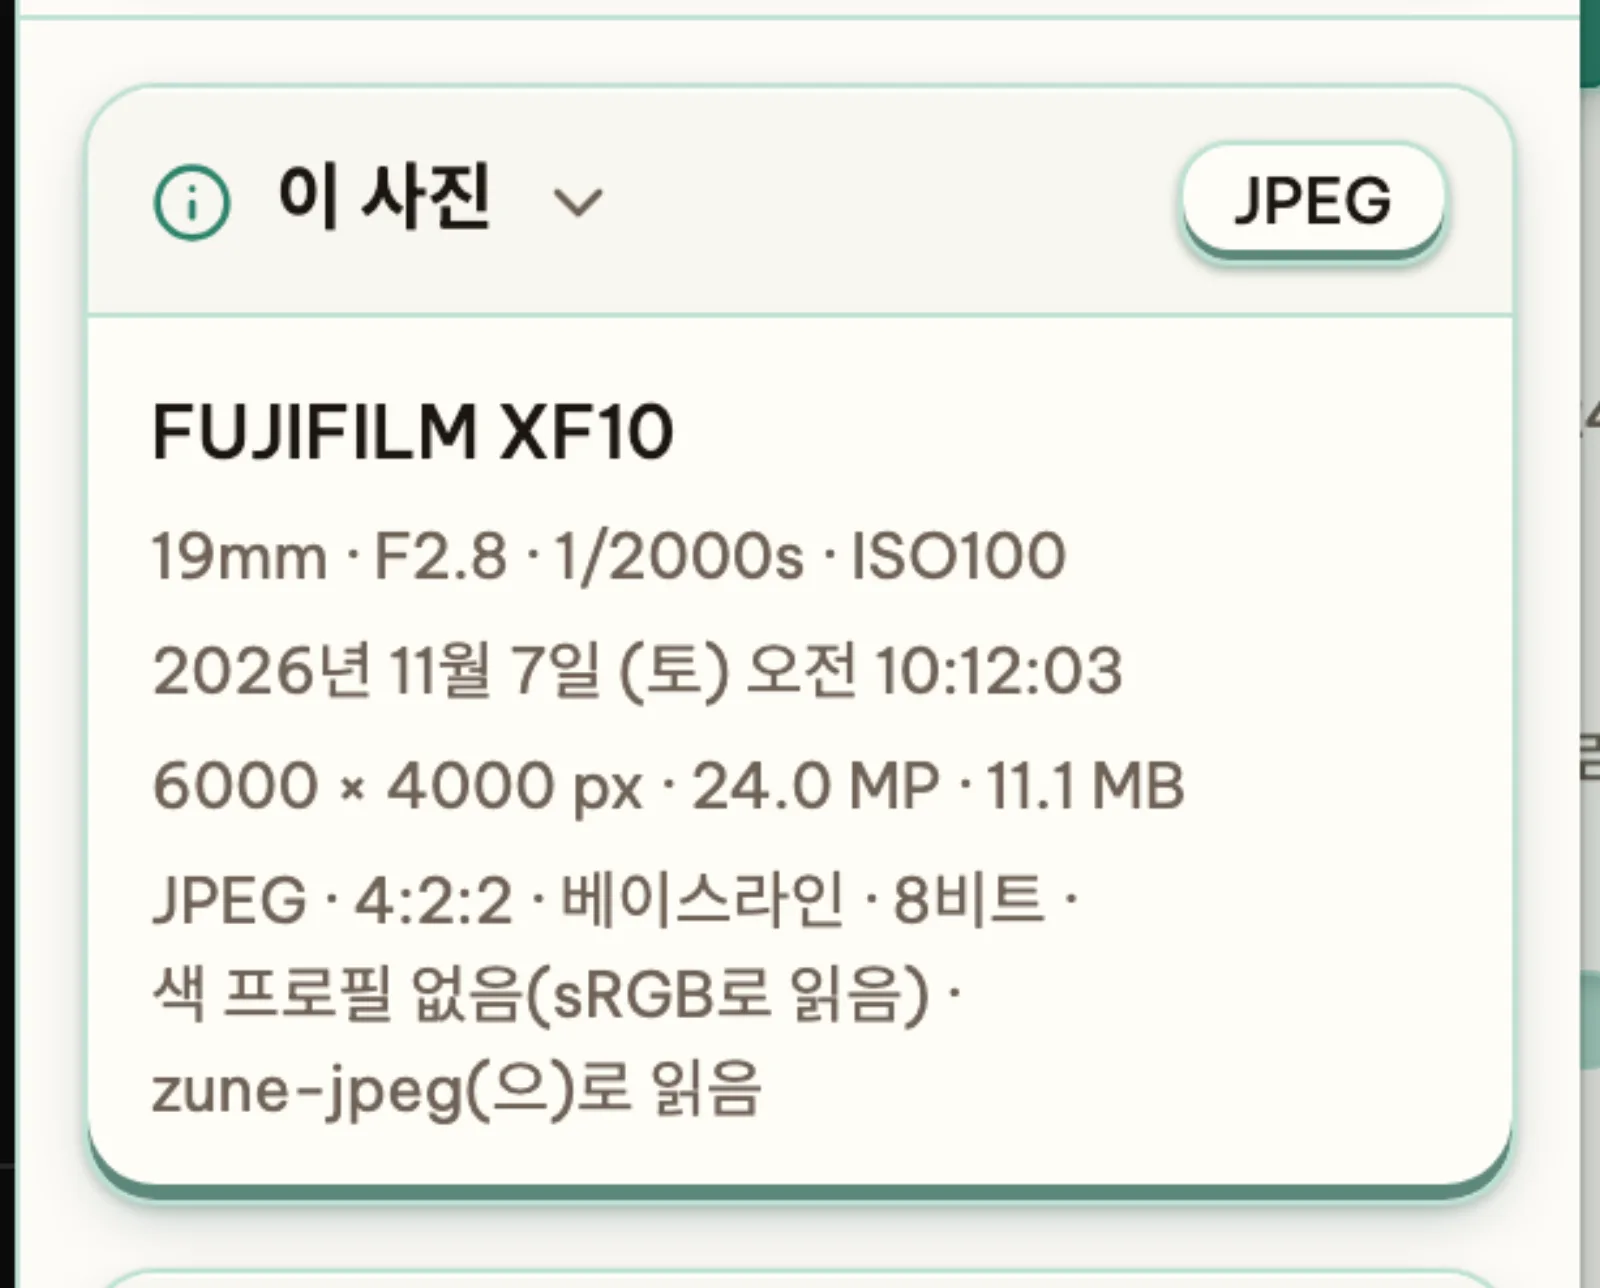 이 사진
JPEG
FUJIFILM XF10
19mm · F2.8 · 1/2000s · ISO100
2026년 11월 7일 (토) 오전 10:12:03
6000 × 4000 px · 24.0 MP · 11.1 MB
JPEG · 4:2:2 · 베이스라인 · 8비트 ·
색 프로필 없음(sRGB로 읽음) ·
zune-jpeg(으)로 읽음